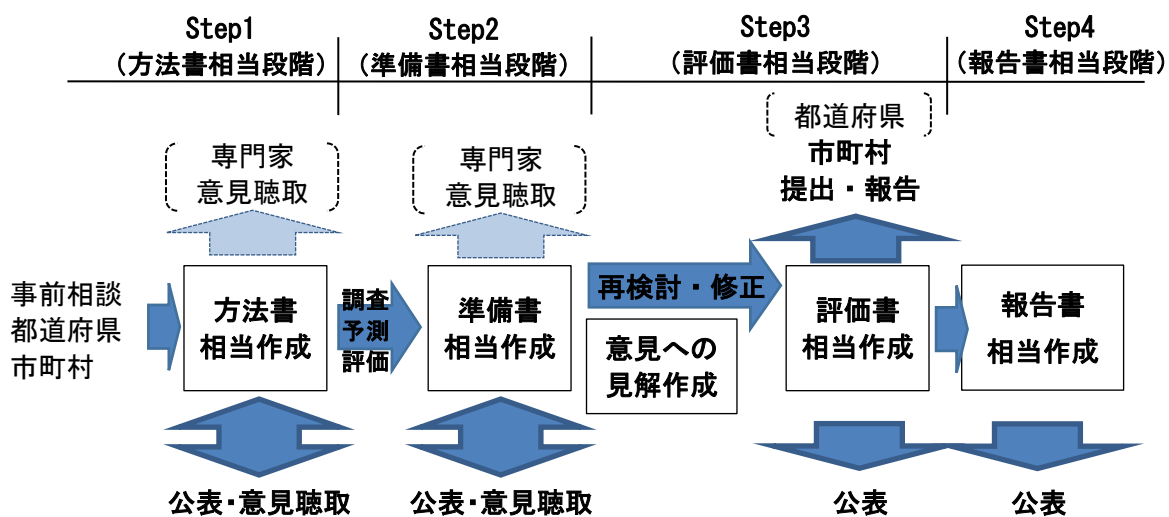 Step1
（方法書相当段階）
Step2
（準備書相当段階）
Step3
（評価書相当段階）
Step4
（報告書相当段階）
専門家
意見聴取
専門家
意見聴取
都道府県
市町村
提出・報告
事前相談
都道府県
市町村
方法書
相当作成
調査
予測
評価
準備書
相当作成
再検討・修正
意見への
見解作成
評価書
相当作成
報告書
相当作成
公表・意見聴取
公表・意見聴取
公表
公表